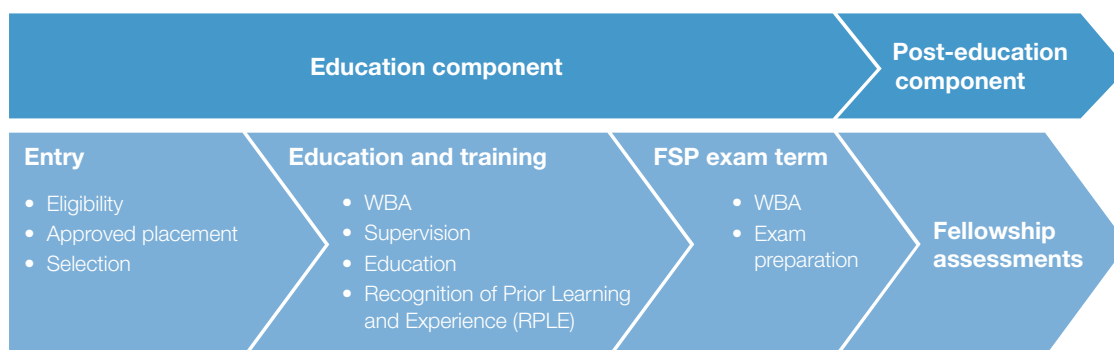 Education component
Post-education
component
Entry
• Eligibility
• Approved placement
• Selection
Education and training
• WBA
• Supervision
• Education
• Recognition of Prior Learning
and Experience (RPLE)
FSP exam term
• WBA
• Exam
preparation
Fellowship
assessments